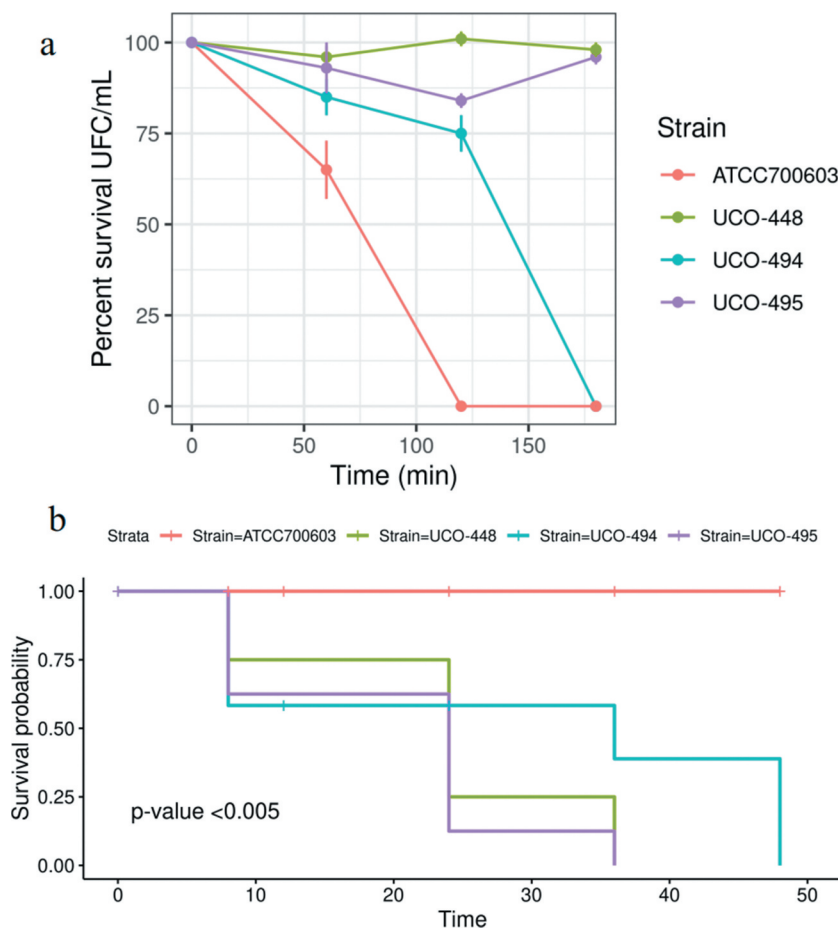 a
Percent survival UFC/mL
100
75
50
25
0
0 50 100 150
Time (min)
Strain
ATCC700603
UCO-448
UCO-494
UCO-495
b
Strata Strain=ATCC700603 Strain=UCO-448 Strain=UCO-494 Strain=UCO-495
Survival probability
1.00
0.75
0.50
0.25
0.00
p-value <0.005
0 10 20 30 40 50
Time